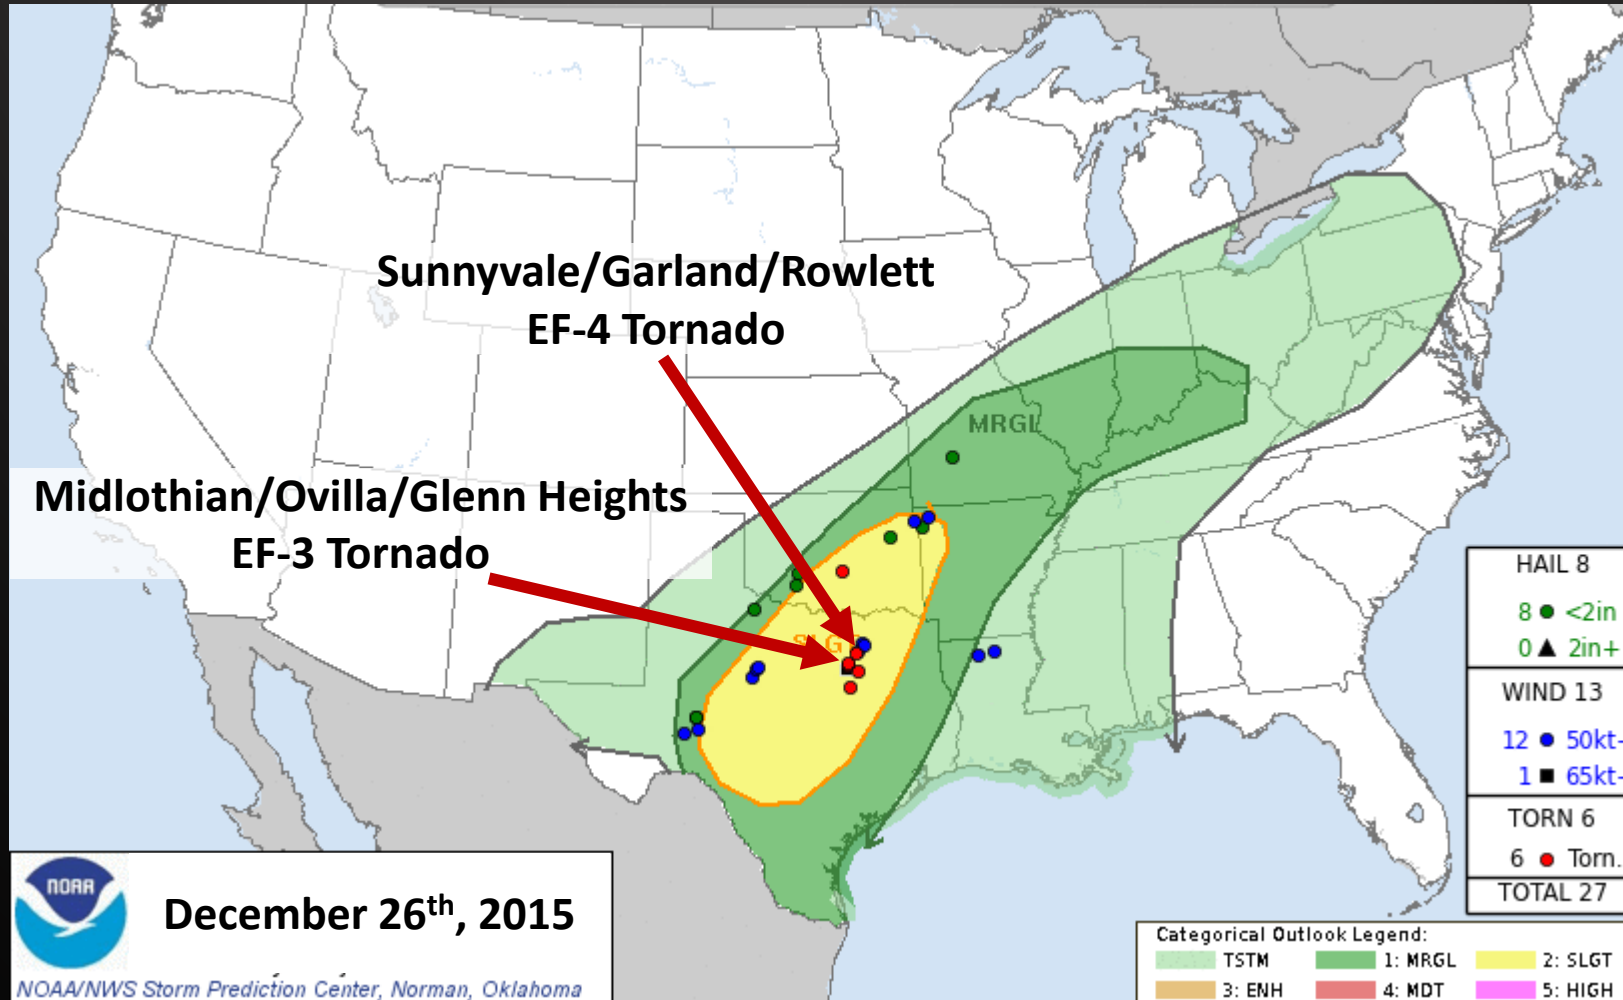 Sunnyvale/Garland/Rowlett
EF-4 Tornado
MRGL
Midlothian/Ovilla/Glenn Heights
EF-3 Tornado
SLG
HAIL 8
8 <2in
0 2in+
WIND 13
12 50kt-
1 65kt-
TORN 6
6 Torn.
TOTAL 27
NOAA
December 26th, 2015
NOAA/NWS Storm Prediction Center, Norman, Oklahoma
Categorical Outlook Legend:
TSTM 1: MRGL 2: SLGT
3: ENH 4: MDT 5: HIGH